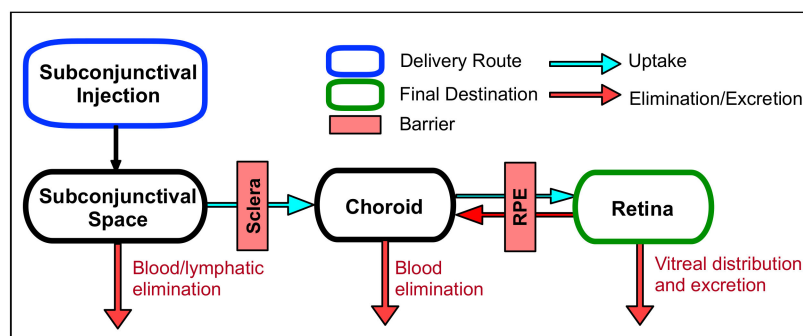 Subconjunctival
Injection
Delivery Route
Uptake
Final Destination
Elimination/Excretion
Barrier
Subconjunctival
Space
Sclera
Choroid
RPE
Retina
Blood/lymphatic
elimination
Blood
elimination
Vitreal distribution
and excretion